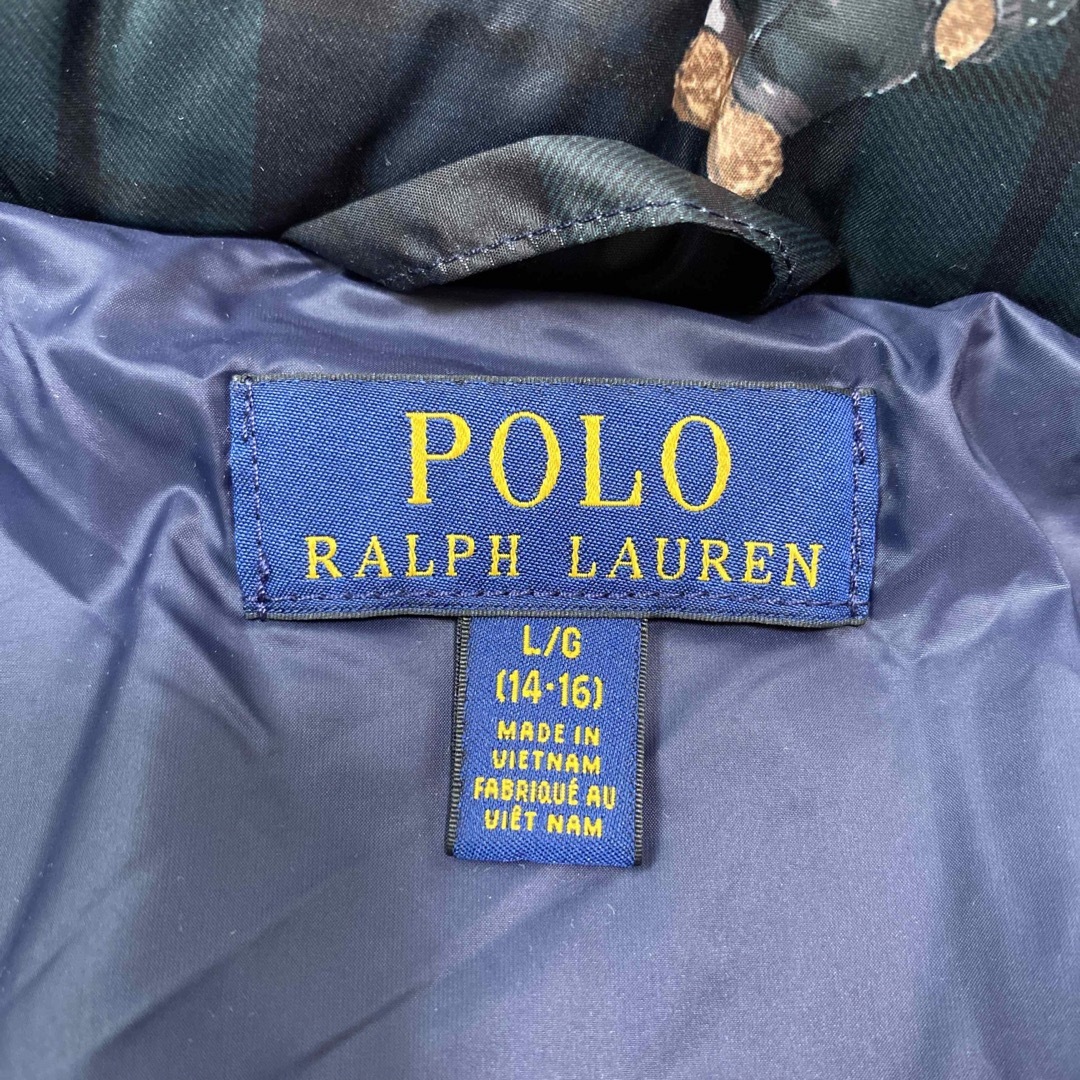 POLO
RALPH LAUREN
L/G
(14·16)
MADE IN
VIETNAM
FABRIQUÉ AU
VIÊT NAM